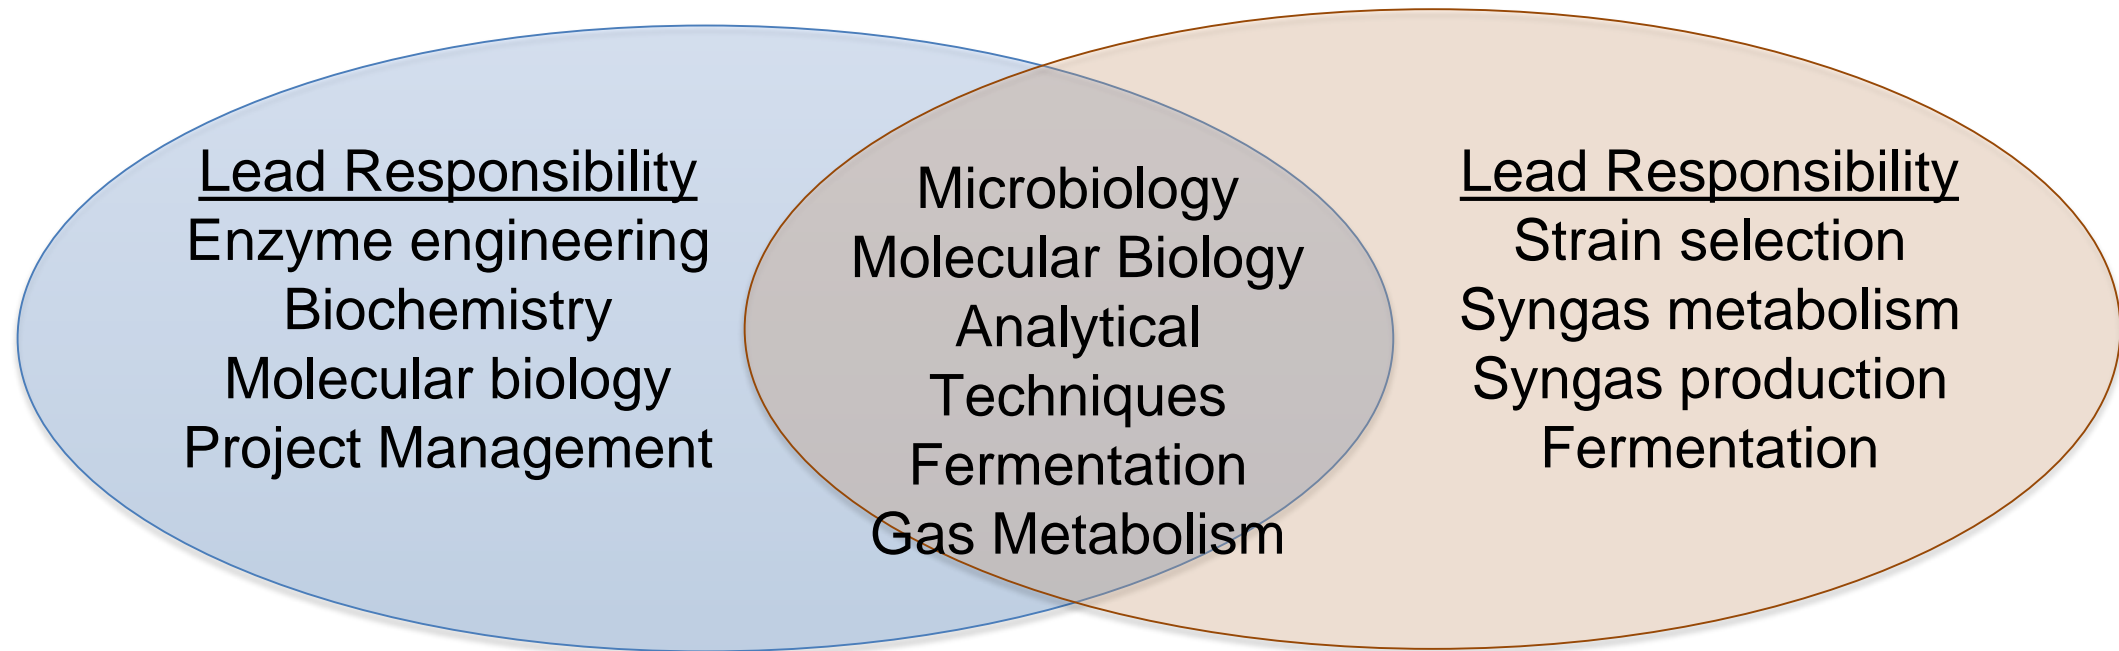 Lead Responsibility
Enzyme engineering
Biochemistry
Molecular biology
Project Management
Microbiology
Molecular Biology
Analytical
Techniques
Fermentation
Gas Metabolism
Lead Responsibility
Strain selection
Syngas metabolism
Syngas production
Fermentation